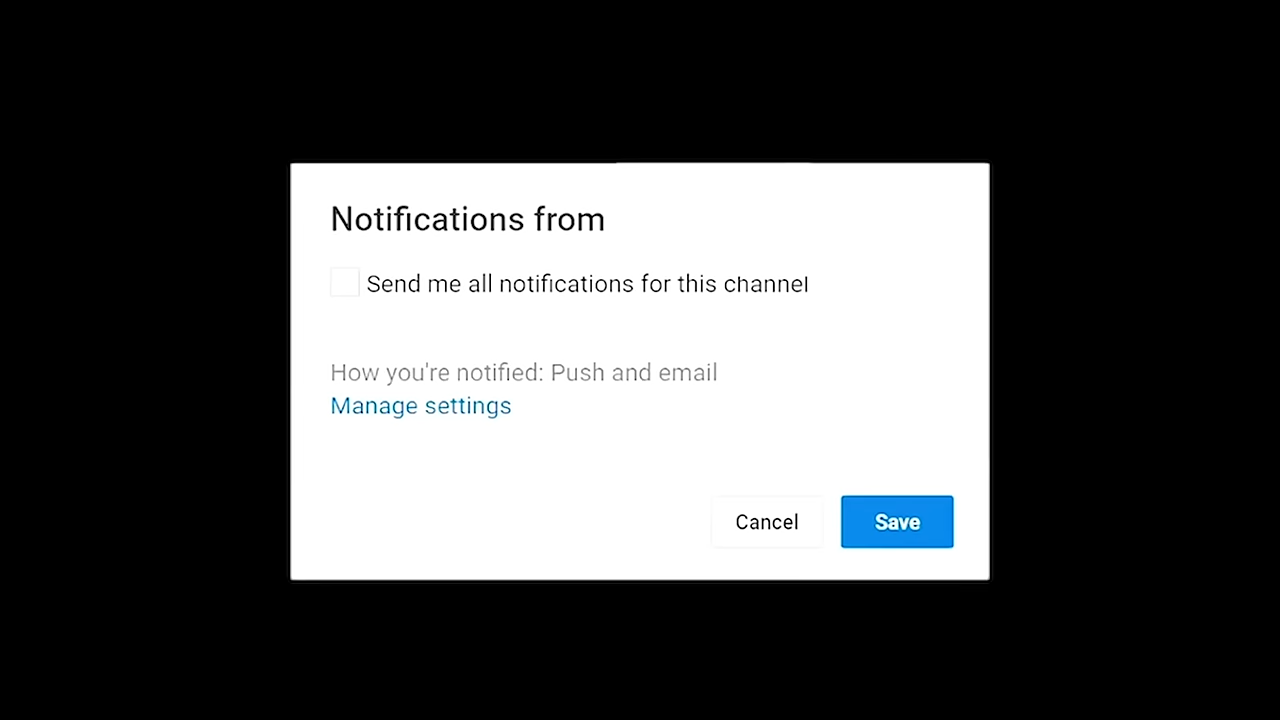 Notifications from
Send me all notifications for this channel
How you're notified: Push and email
Manage settings
Cancel Save